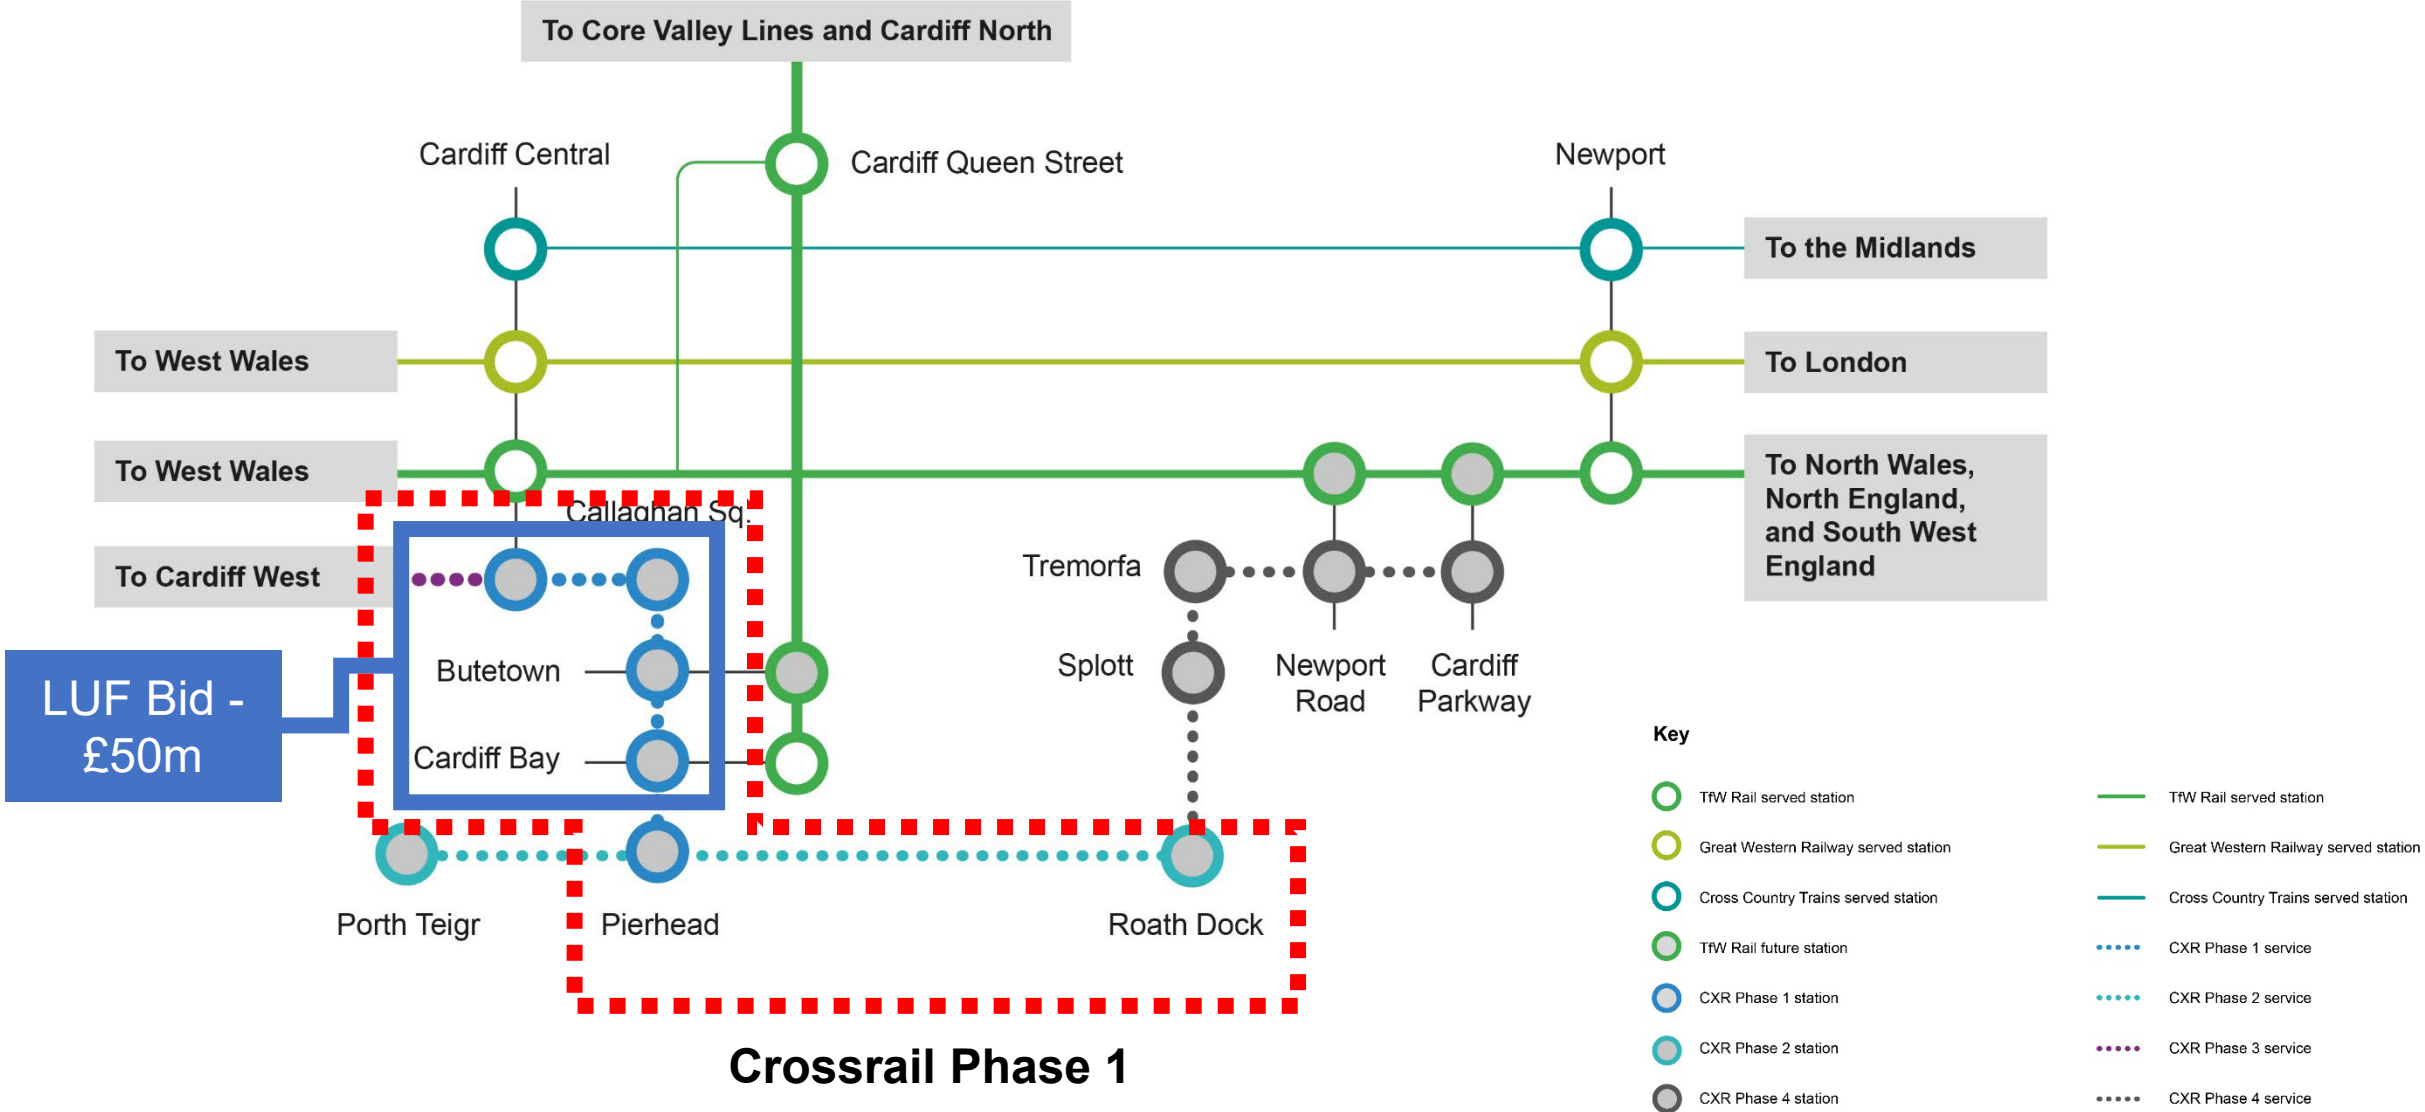 To Core Valley Lines and Cardiff North
Cardiff Central
Cardiff Queen Street
Newport
To the Midlands
To West Wales
To London
To West Wales
To North Wales,
North England,
and South West
England
Callaghan Sq.
To Cardiff West
Tremorfa
Butetown
Splott
Newport
Road
Cardiff
Parkway
LUF Bid -
£50m
Cardiff Bay
Porth Teigr
Pierhead
Roath Dock
Crossrail Phase 1
Key
TfW Rail served station
Great Western Railway served station
Cross Country Trains served station
TfW Rail future station
CXR Phase 1 station
CXR Phase 2 station
CXR Phase 4 station
TfW Rail served station
Great Western Railway served station
Cross Country Trains served station
CXR Phase 1 service
CXR Phase 2 service
CXR Phase 3 service
CXR Phase 4 service